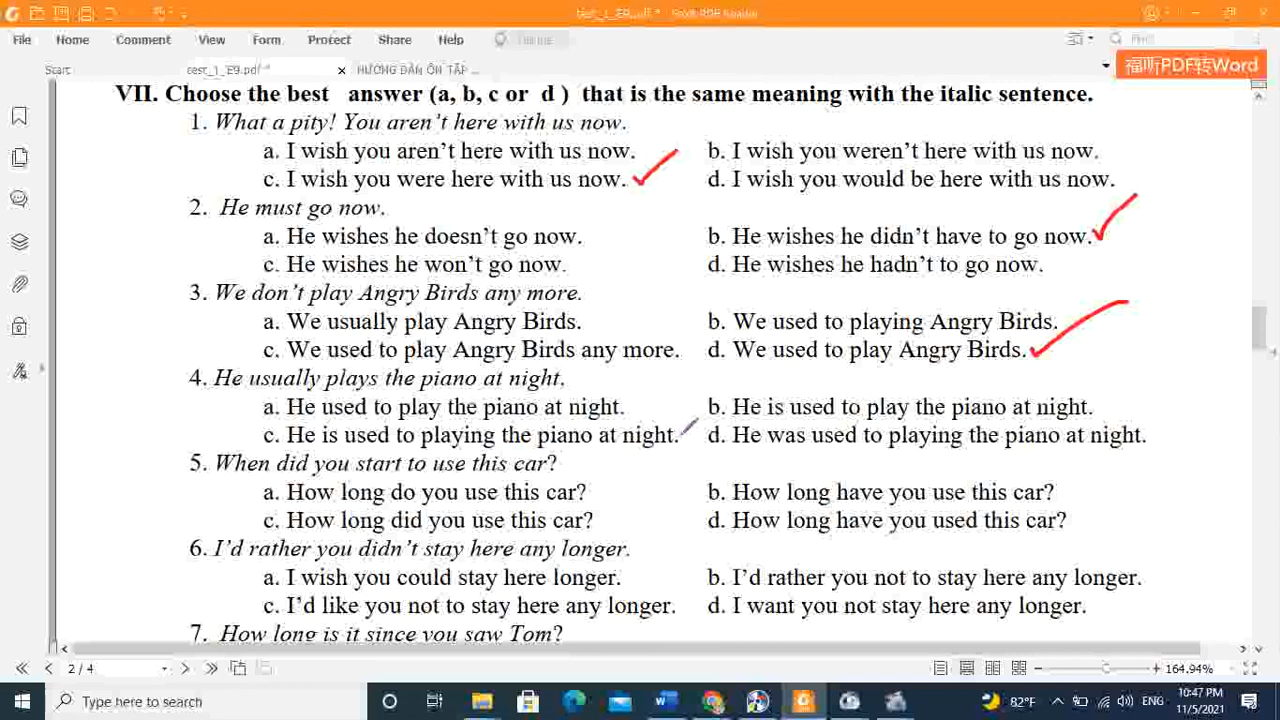 File Home Comment View Form Protect Share Help
Start test_1_E9.pdf * HƯỚNG DẪN ÔN TẬP ...
福昕PDF转Word
VII. Choose the best answer (a, b, c or d ) that is the same meaning with the italic sentence.
1. What a pity! You aren't here with us now.
a. I wish you aren't here with us now. b. I wish you weren't here with us now.
c. I wish you were here with us now. d. I wish you would be here with us now.
2. He must go now.
a. He wishes he doesn't go now. b. He wishes he didn't have to go now.
c. He wishes he won't go now. d. He wishes he hadn't to go now.
3. We don't play Angry Birds any more.
a. We usually play Angry Birds. b. We used to playing Angry Birds.
c. We used to play Angry Birds any more. d. We used to play Angry Birds.
4. He usually plays the piano at night.
a. He used to play the piano at night. b. He is used to play the piano at night.
c. He is used to playing the piano at night. d. He was used to playing the piano at night.
5. When did you start to use this car?
a. How long do you use this car? b. How long have you use this car?
c. How long did you use this car? d. How long have you used this car?
6. I'd rather you didn't stay here any longer.
a. I wish you could stay here longer. b. I'd rather you not to stay here any longer.
c. I'd like you not to stay here any longer. d. I want you not stay here any longer.
7. How long is it since you saw Tom?
2 / 4 164.94%
Type here to search 82°F ENG 10:47 PM
11/5/2021